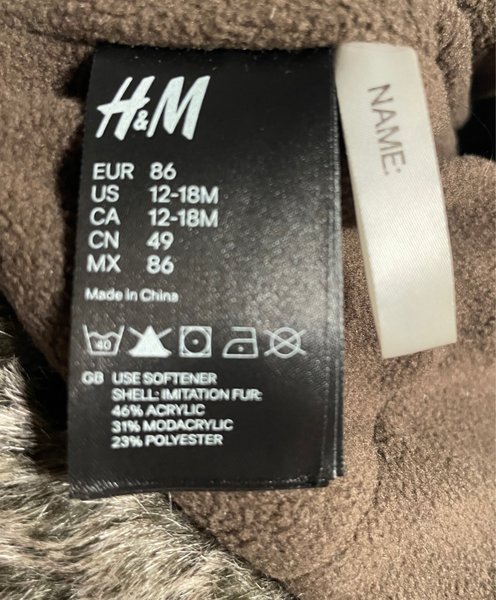 H&M
EUR 86
US 12-18M
CA 12-18M
CN 49
MX 86
Made in China
40
GB USE SOFTENER
SHELL: IMITATION FUR:
46% ACRYLIC
31% MODACRYLIC
23% POLYESTER
NAME: